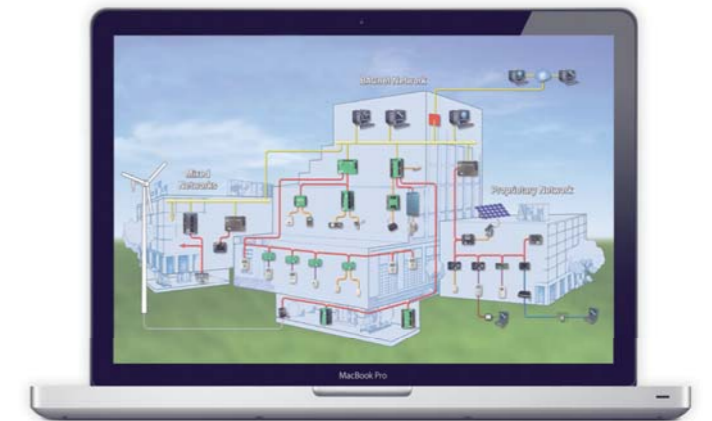 BACnet Network
Mixed
Networks
Proprietary Network
MacBook Pro